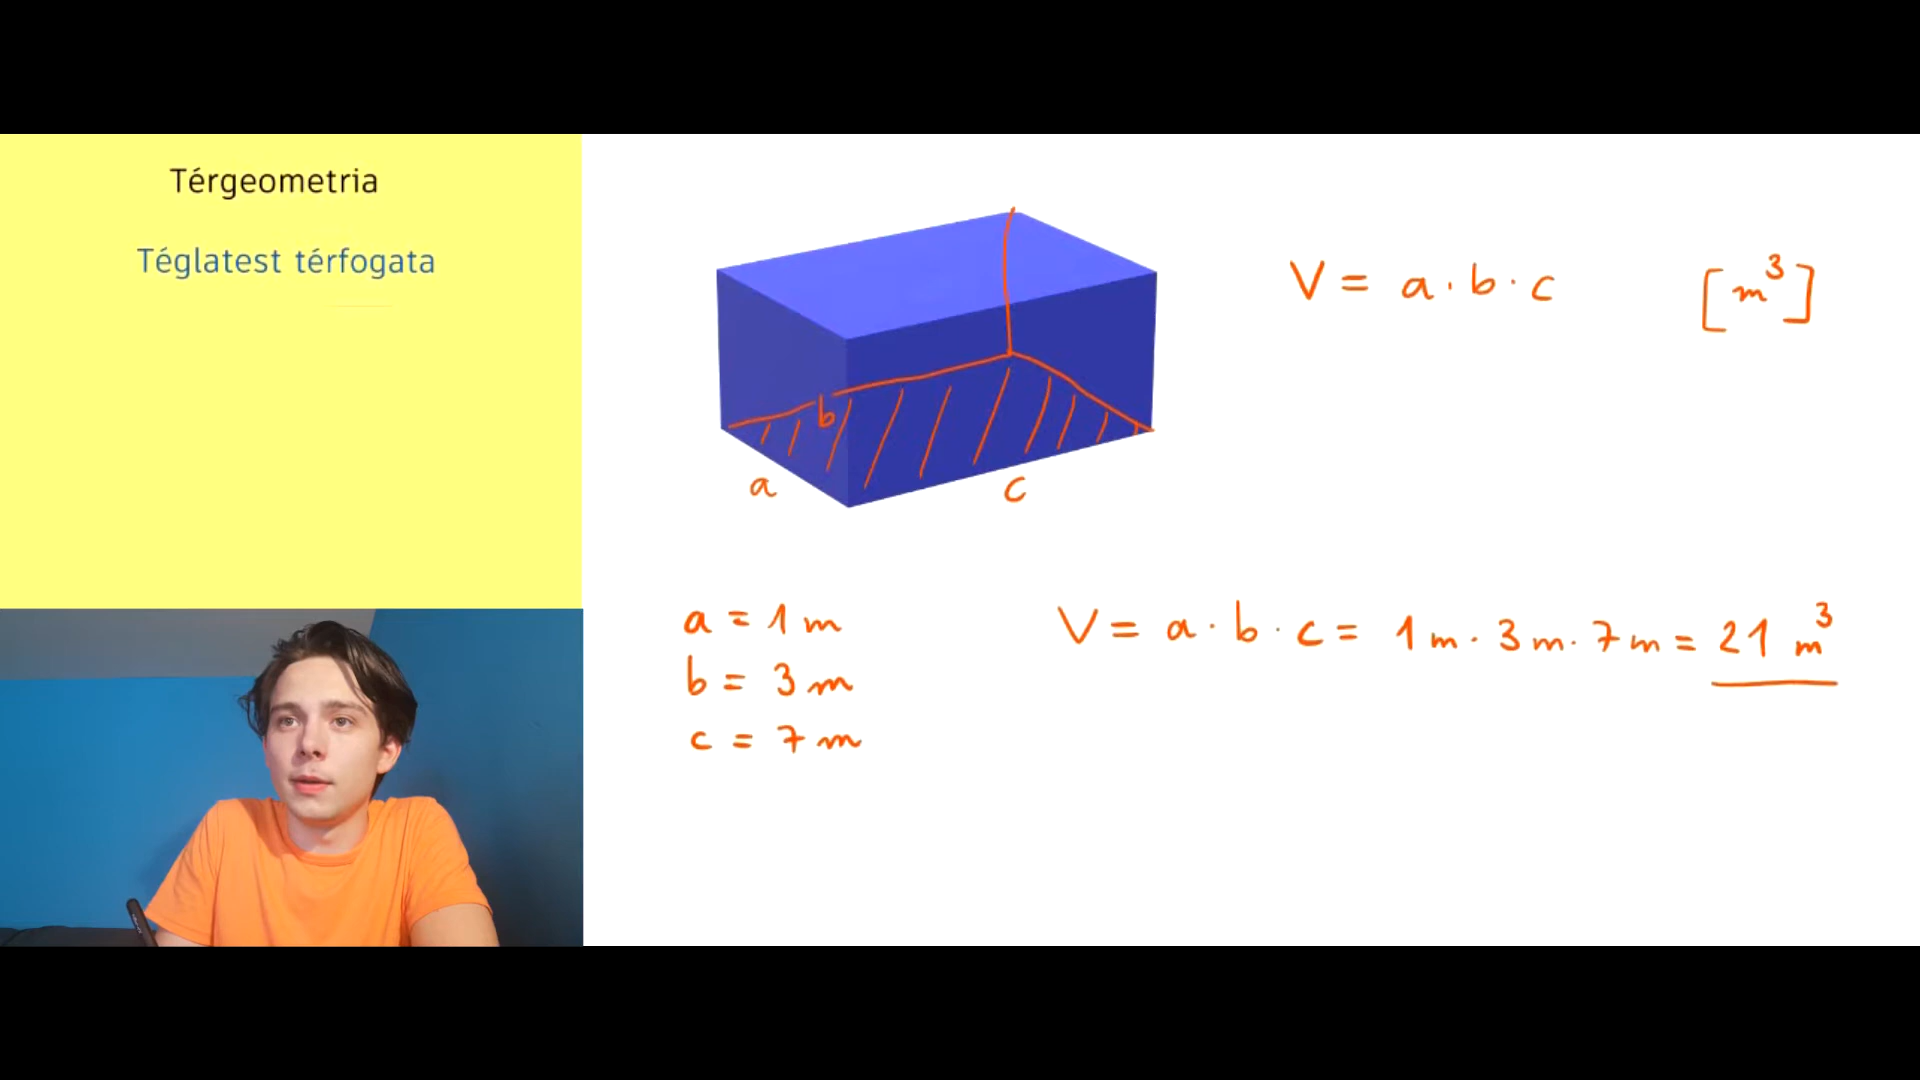 Térgeometria
Téglatest térfogata
b
a
c
V = a · b · c [m³]
a = 1 m
b = 3 m
c = 7 m
V = a · b · c = 1 m · 3 m · 7 m = 21 m³